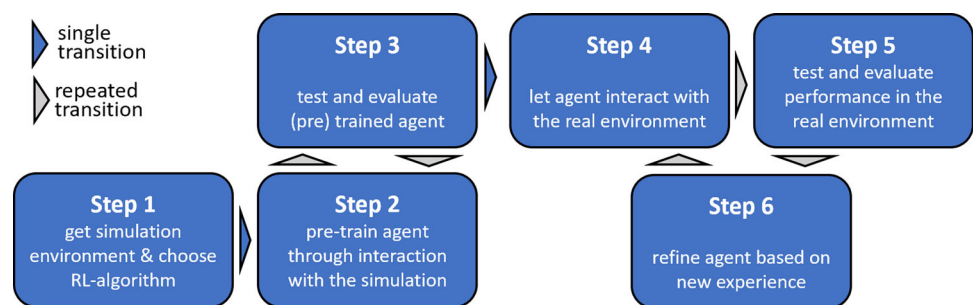 single
transition
repeated
transition
Step 3
test and evaluate
(pre) trained agent
Step 4
let agent interact with
the real environment
Step 5
test and evaluate
performance in the
real environment
Step 1
get simulation
environment & choose
RL-algorithm
Step 2
pre-train agent
through interaction
with the simulation
Step 6
refine agent based on
new experience